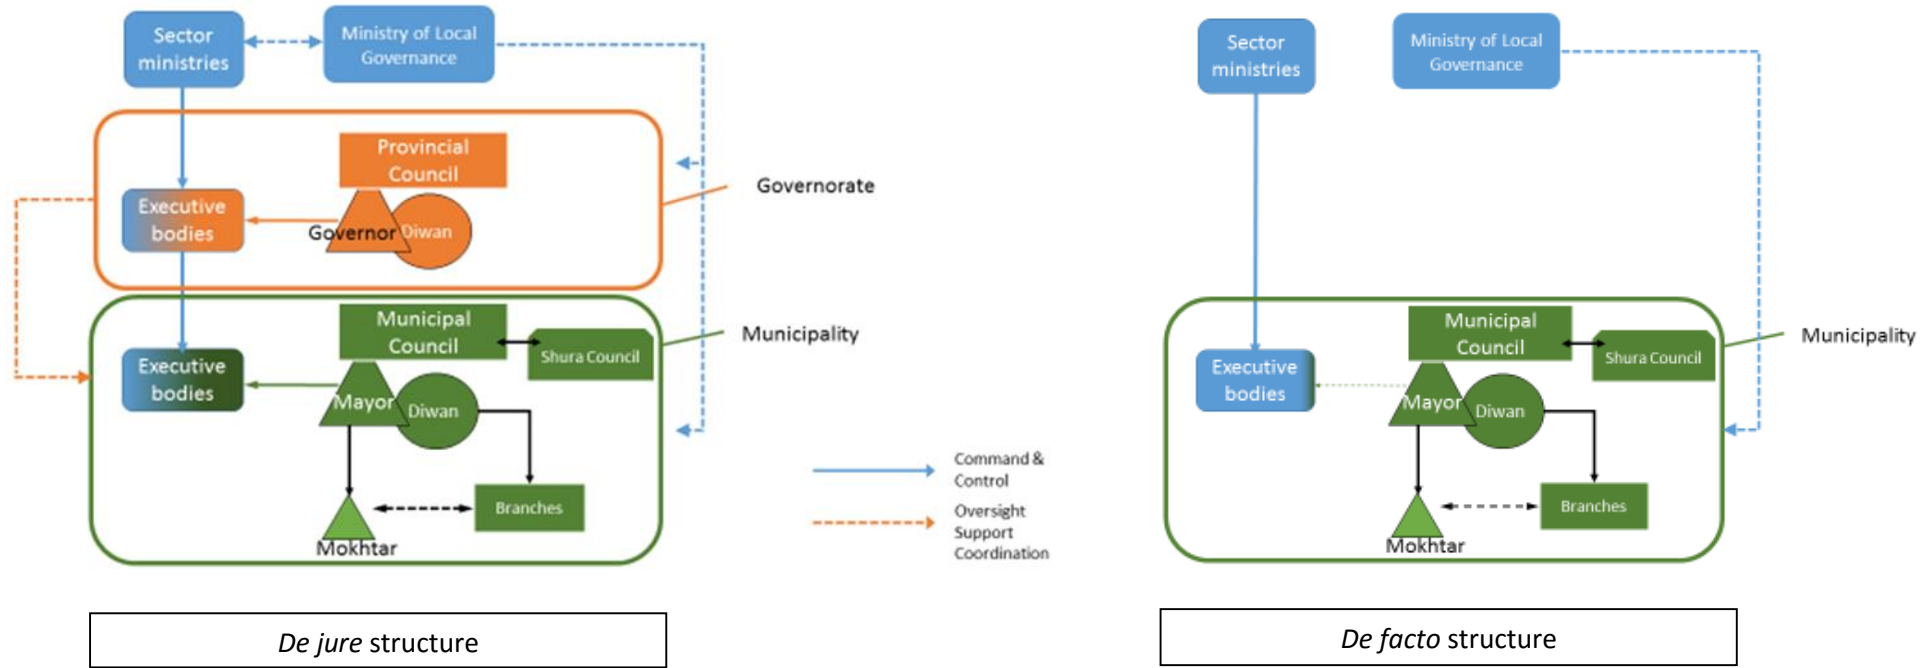 Sector
ministries
Ministry of Local
Governance
Provincial
Council
Executive
bodies
Governor
Diwan
Governorate
Municipal
Council
Shura Council
Executive
bodies
Mayor
Diwan
Branches
Mokhtar
Municipality
Command &
Control
Oversight
Support
Coordination
De jure structure
Sector
ministries
Ministry of Local
Governance
Municipal
Council
Shura Council
Executive
bodies
Mayor
Diwan
Branches
Mokhtar
Municipality
De facto structure